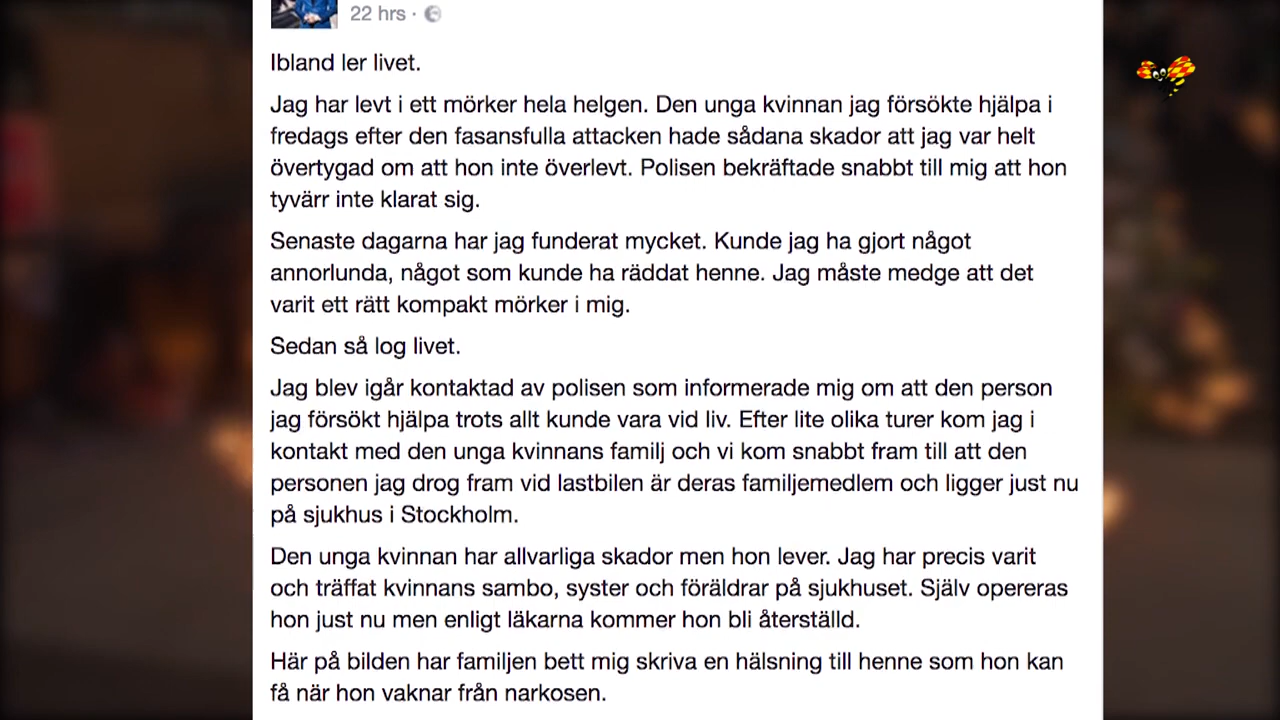 22 hrs ·
Ibland ler livet.
Jag har levt i ett mörker hela helgen. Den unga kvinnan jag försökte hjälpa i
fredags efter den fasansfulla attacken hade sådana skador att jag var helt
övertygad om att hon inte överlevt. Polisen bekräftade snabbt till mig att hon
tyvärr inte klarat sig.
Senaste dagarna har jag funderat mycket. Kunde jag ha gjort något
annorlunda, något som kunde ha räddat henne. Jag måste medge att det
varit ett rätt kompakt mörker i mig.
Sedan så log livet.
Jag blev igår kontaktad av polisen som informerade mig om att den person
jag försökt hjälpa trots allt kunde vara vid liv. Efter lite olika turer kom jag i
kontakt med den unga kvinnans familj och vi kom snabbt fram till att den
personen jag drog fram vid lastbilen är deras familjemedlem och ligger just nu
på sjukhus i Stockholm.
Den unga kvinnan har allvarliga skador men hon lever. Jag har precis varit
och träffat kvinnans sambo, syster och föräldrar på sjukhuset. Själv opereras
hon just nu men enligt läkarna kommer hon bli återställd.
Här på bilden har familjen bett mig skriva en hälsning till henne som hon kan
få när hon vaknar från narkosen.